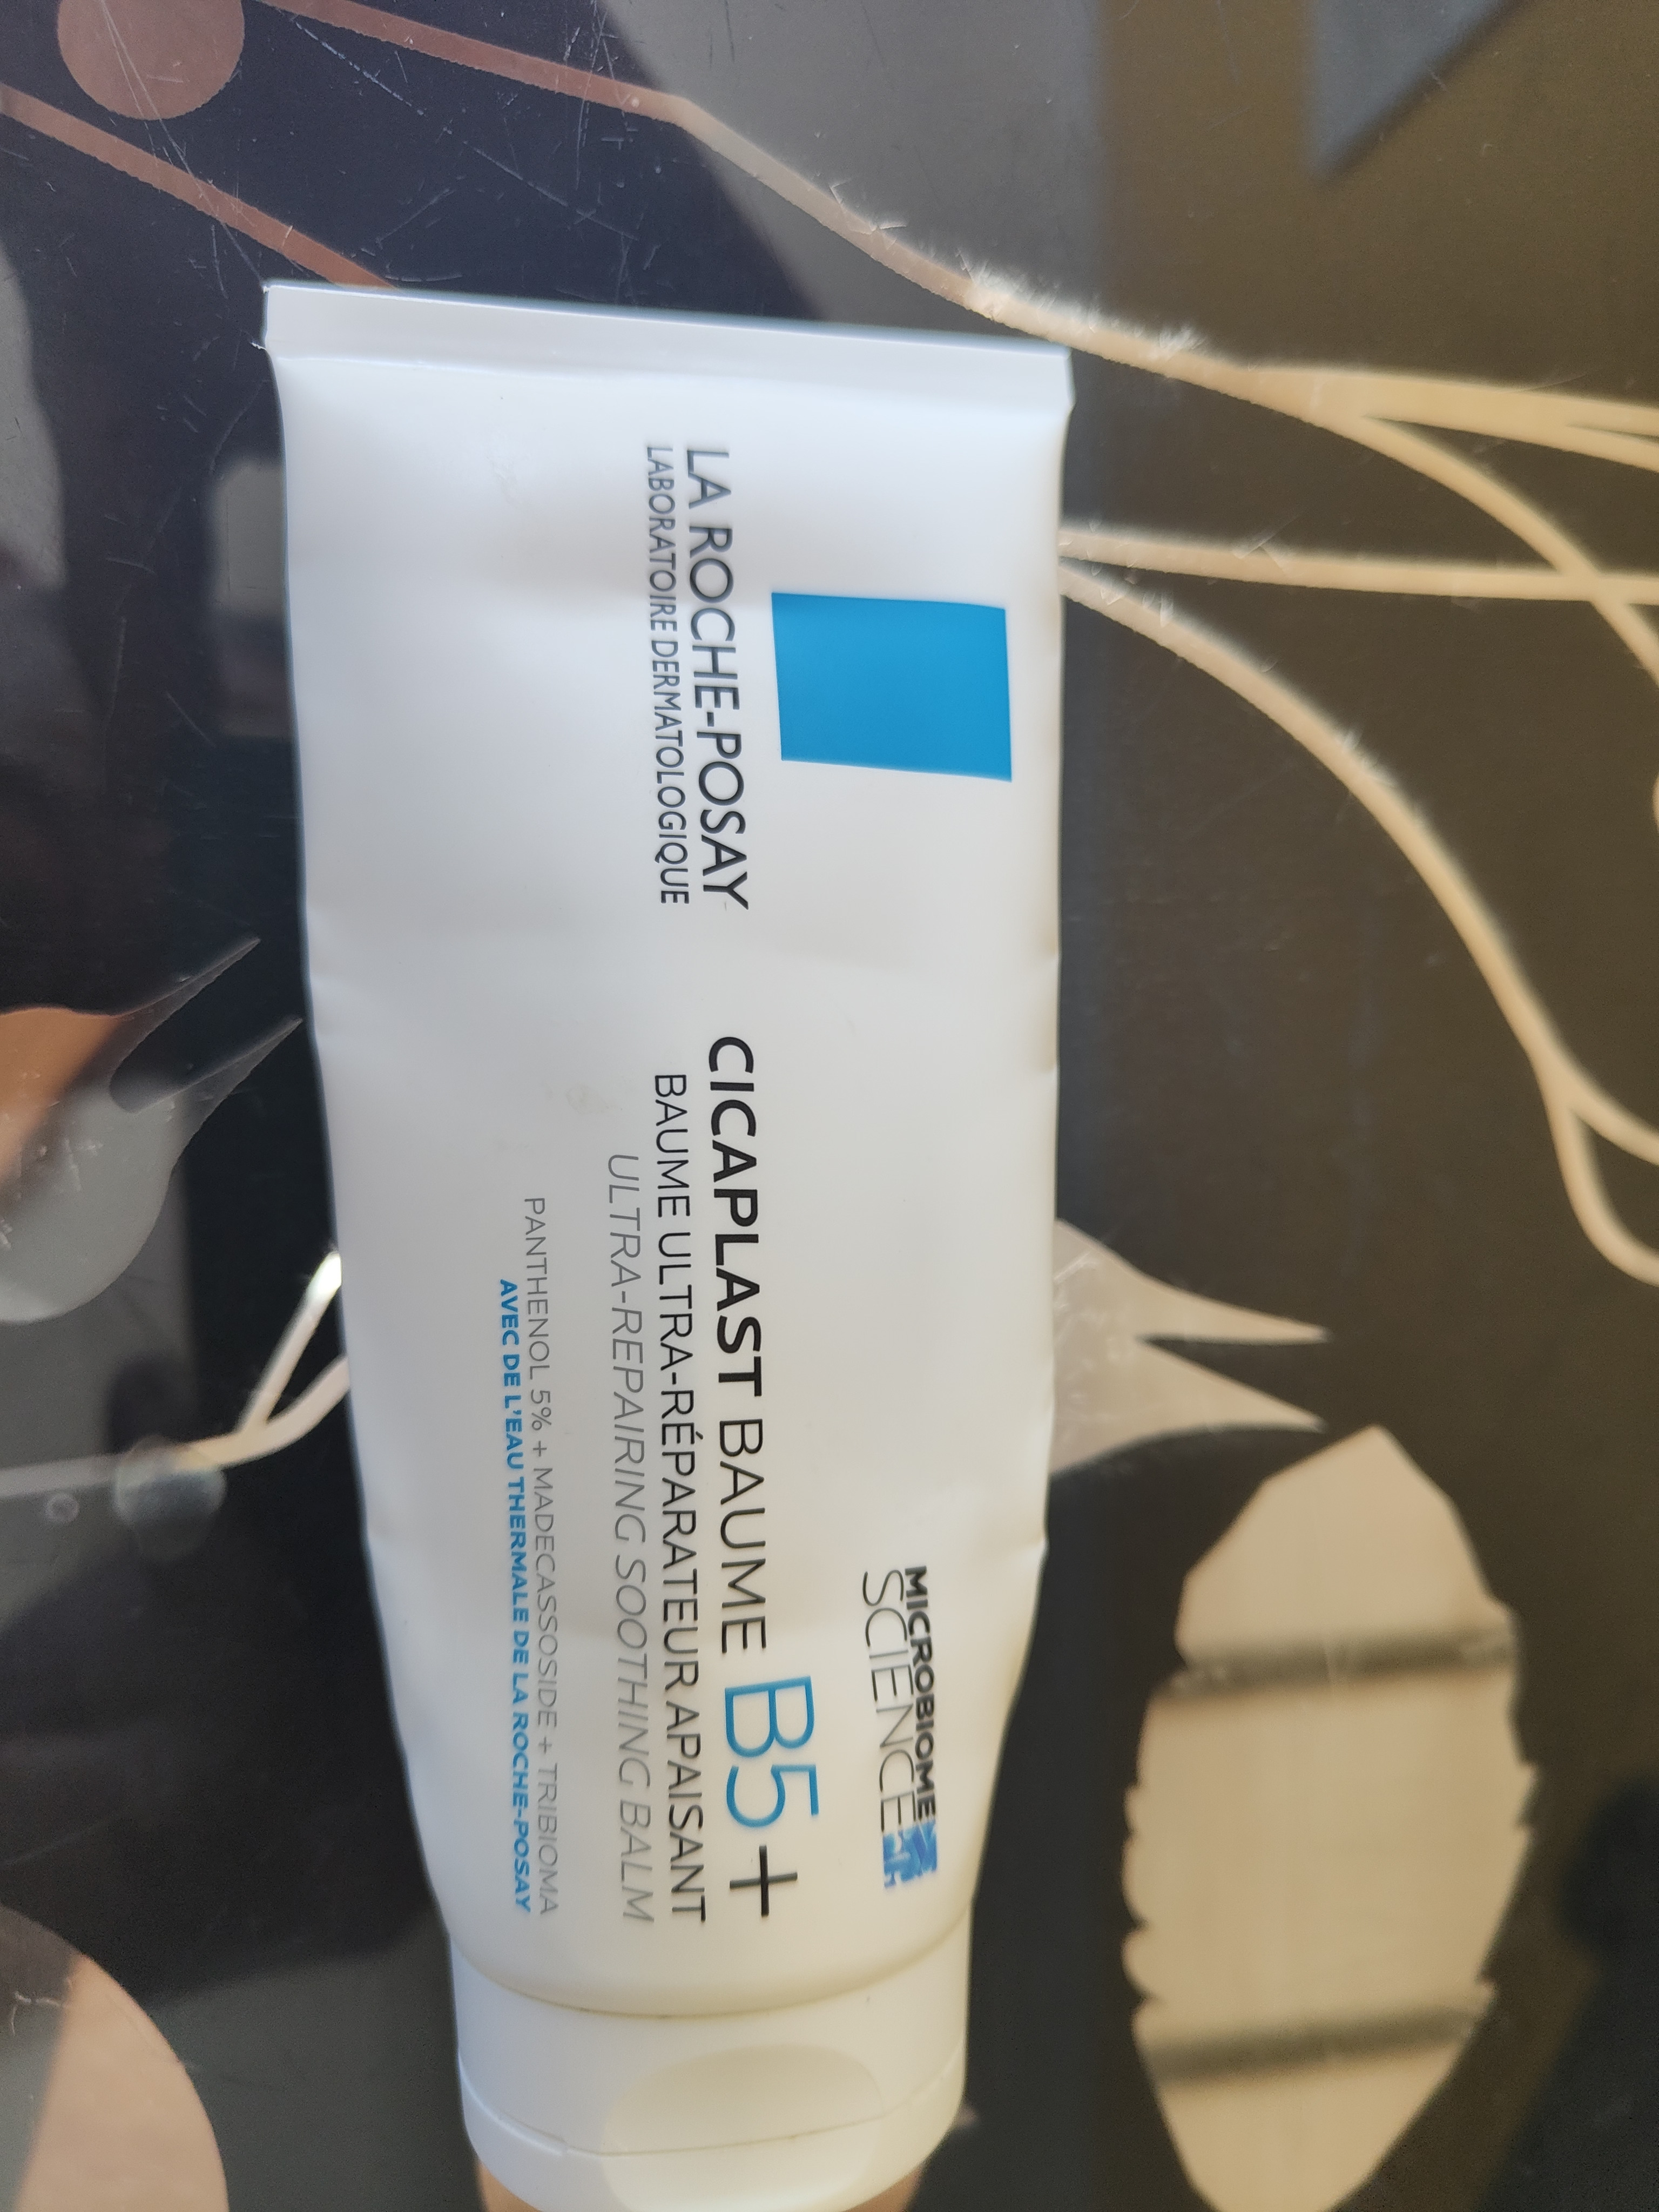 LA ROCHE-POSAY
LABORATOIRE DERMATOLOGIQUE
MICROBIOME
SCIENCE
CICAPLAST BAUME B5+
BAUME ULTRA-RÉPARATEUR APAISANT
ULTRA-REPAIRING SOOTHING BALM
PANTHENOL 5% + MADECASSOSIDE + TRIBIOMA
AVEC DE L'EAU THERMALE DE LA ROCHE-POSAY